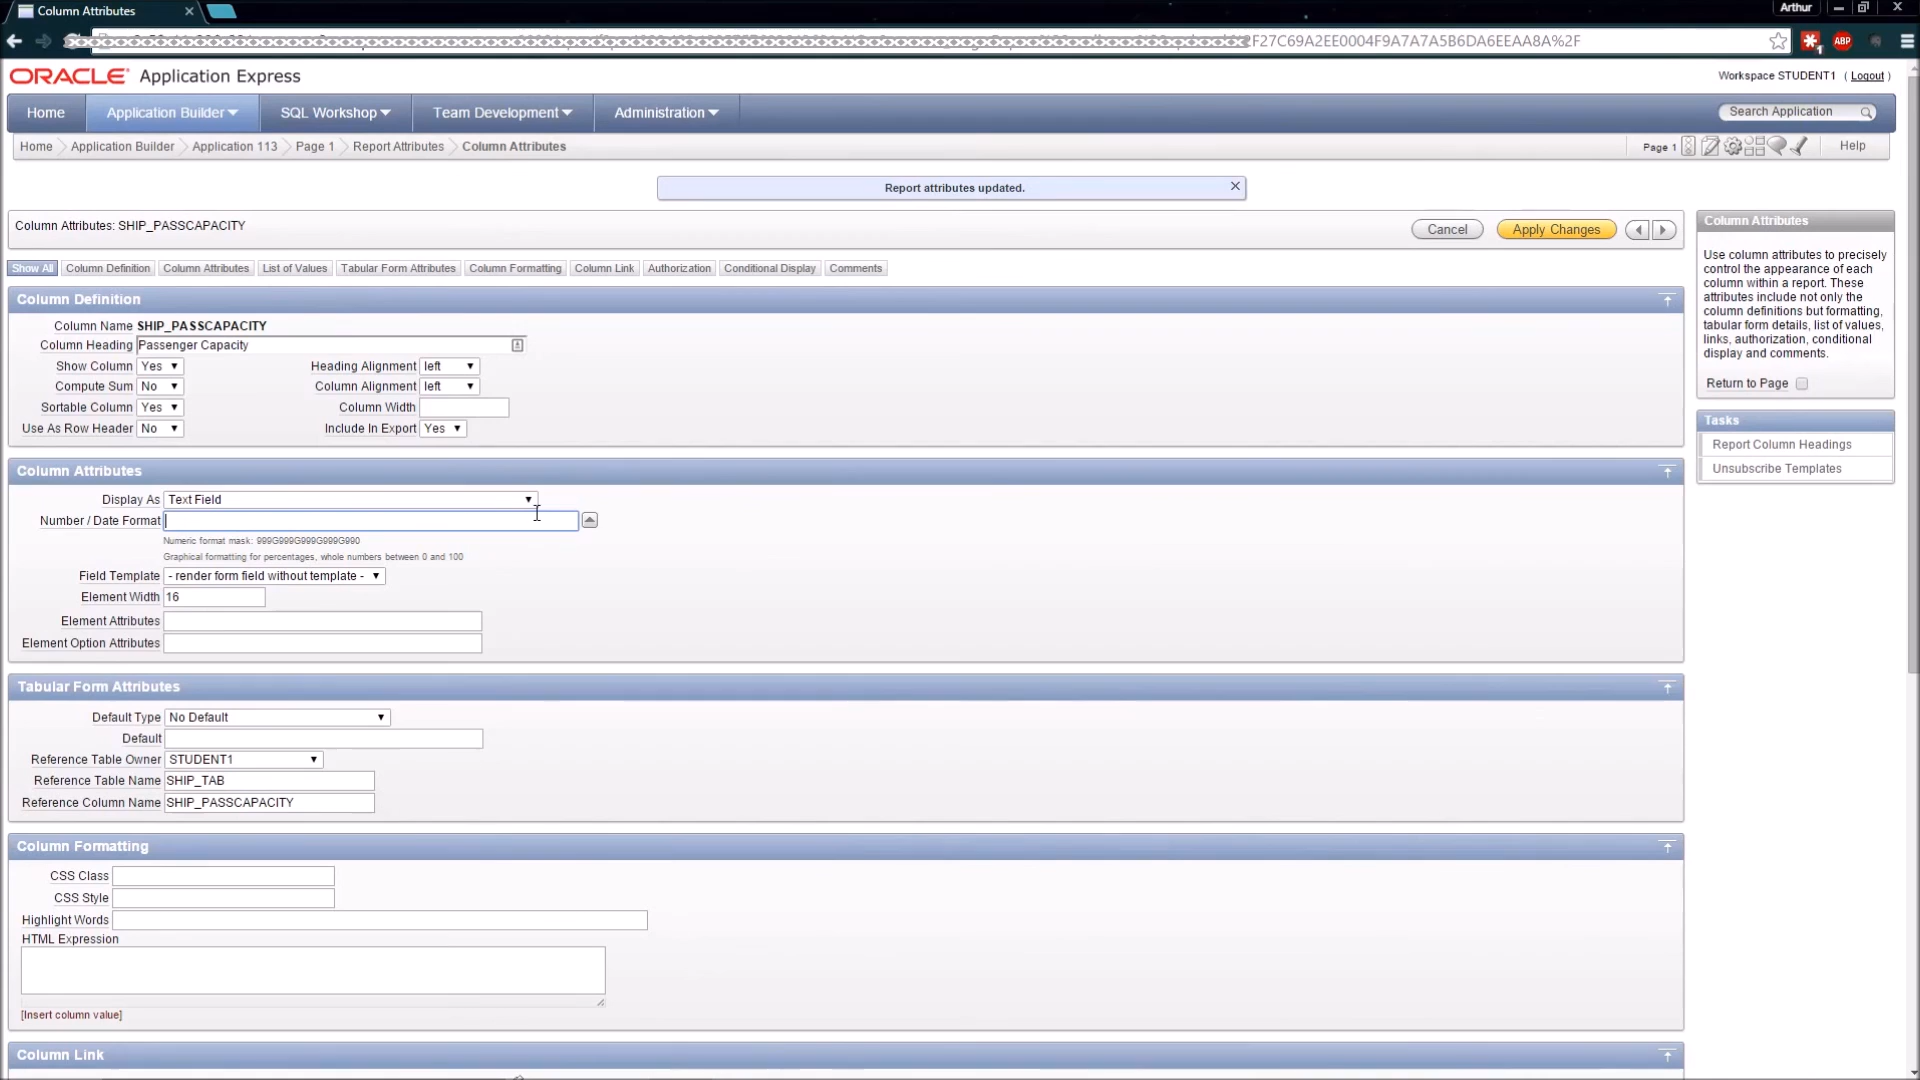 Column Attributes
Arthur
2F27C69A2EE0004F9A7A7A5B6DA6EEAA8A%2F
ABP
1
ORACLE Application Express
Workspace STUDENT1 ( Logout )
Home Application Builder SQL Workshop Team Development Administration
Search Application
Home Application Builder Application 113 Page 1 Report Attributes Column Attributes
Page 1
Help
Report attributes updated.
Column Attributes: SHIP_PASSCAPACITY
Cancel Apply Changes
Show All Column Definition Column Attributes List of Values Tabular Form Attributes Column Formatting Column Link Authorization Conditional Display Comments
Column Definition
Column Name SHIP_PASSCAPACITY
Column Heading Passenger Capacity
Show Column Yes Heading Alignment left
Compute Sum No Column Alignment left
Sortable Column Yes Column Width
Use As Row Header No Include In Export Yes
Column Attributes
Display As Text Field
Number / Date Format
Numeric format mask: 999G999G999G999G990
Graphical formatting for percentages, whole numbers between 0 and 100
Field Template - render form field without template -
Element Width 16
Element Attributes
Element Option Attributes
Tabular Form Attributes
Default Type No Default
Default
Reference Table Owner STUDENT1
Reference Table Name SHIP_TAB
Reference Column Name SHIP_PASSCAPACITY
Column Formatting
CSS Class
CSS Style
Highlight Words
HTML Expression
[Insert column value]
Column Link
Column Attributes
Use column attributes to precisely
control the appearance of each
column within a report. These
attributes include not only the
column definitions but formatting,
tabular form details, list of values,
links, authorization, conditional
display and comments.
Return to Page
Tasks
Report Column Headings
Unsubscribe Templates